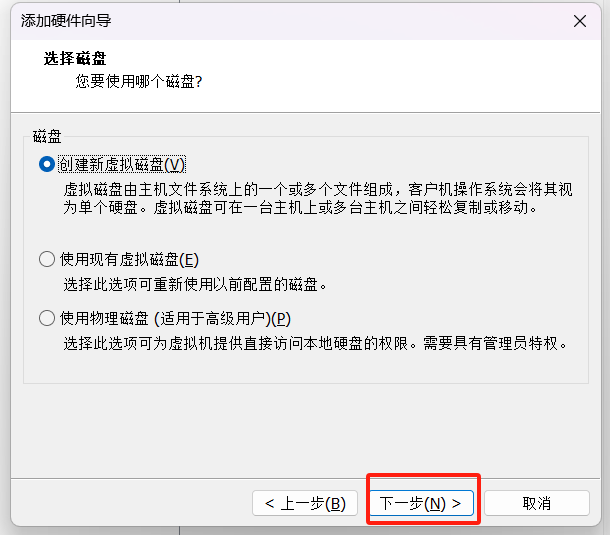 添加硬件向导
选择磁盘
您要使用哪个磁盘?
磁盘
创建新虚拟磁盘(V)
虚拟磁盘由主机文件系统上的一个或多个文件组成，客户机操作系统会将其视
为单个硬盘。虚拟磁盘可在一台主机上或多台主机之间轻松复制或移动。
使用现有虚拟磁盘(E)
选择此选项可重新使用以前配置的磁盘。
使用物理磁盘 (适用于高级用户)(P)
选择此选项可为虚拟机提供直接访问本地硬盘的权限。需要具有管理员特权。
< 上一步(B) 下一步(N) > 取消